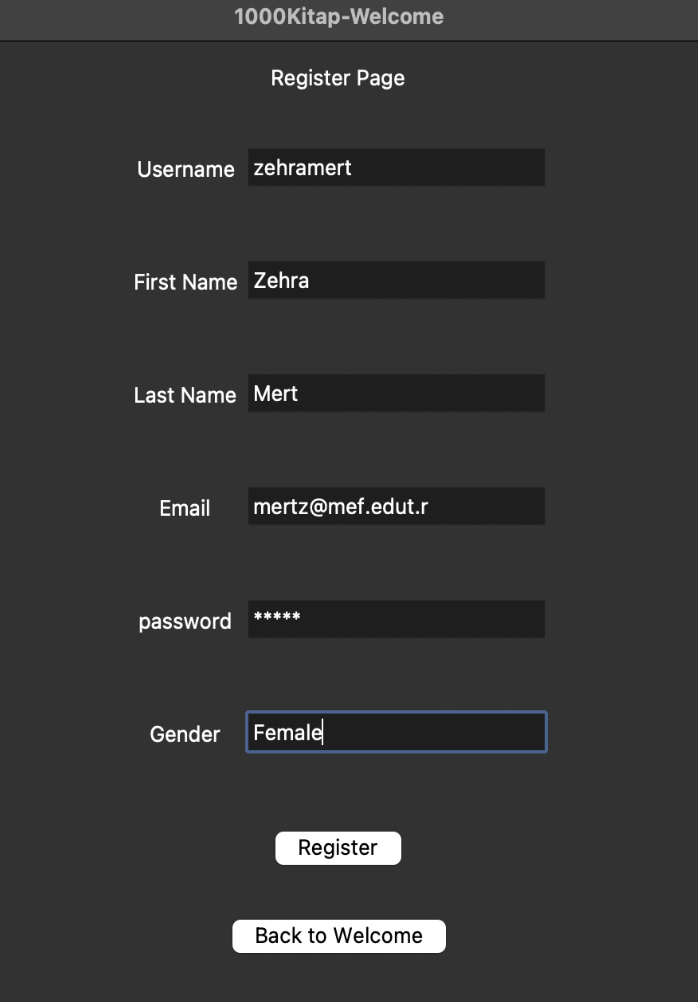 1000Kitap-Welcome
Register Page
Username zehramert
First Name Zehra
Last Name Mert
Email mertz@mef.edut.r
password *****
Gender Female
Register
Back to Welcome